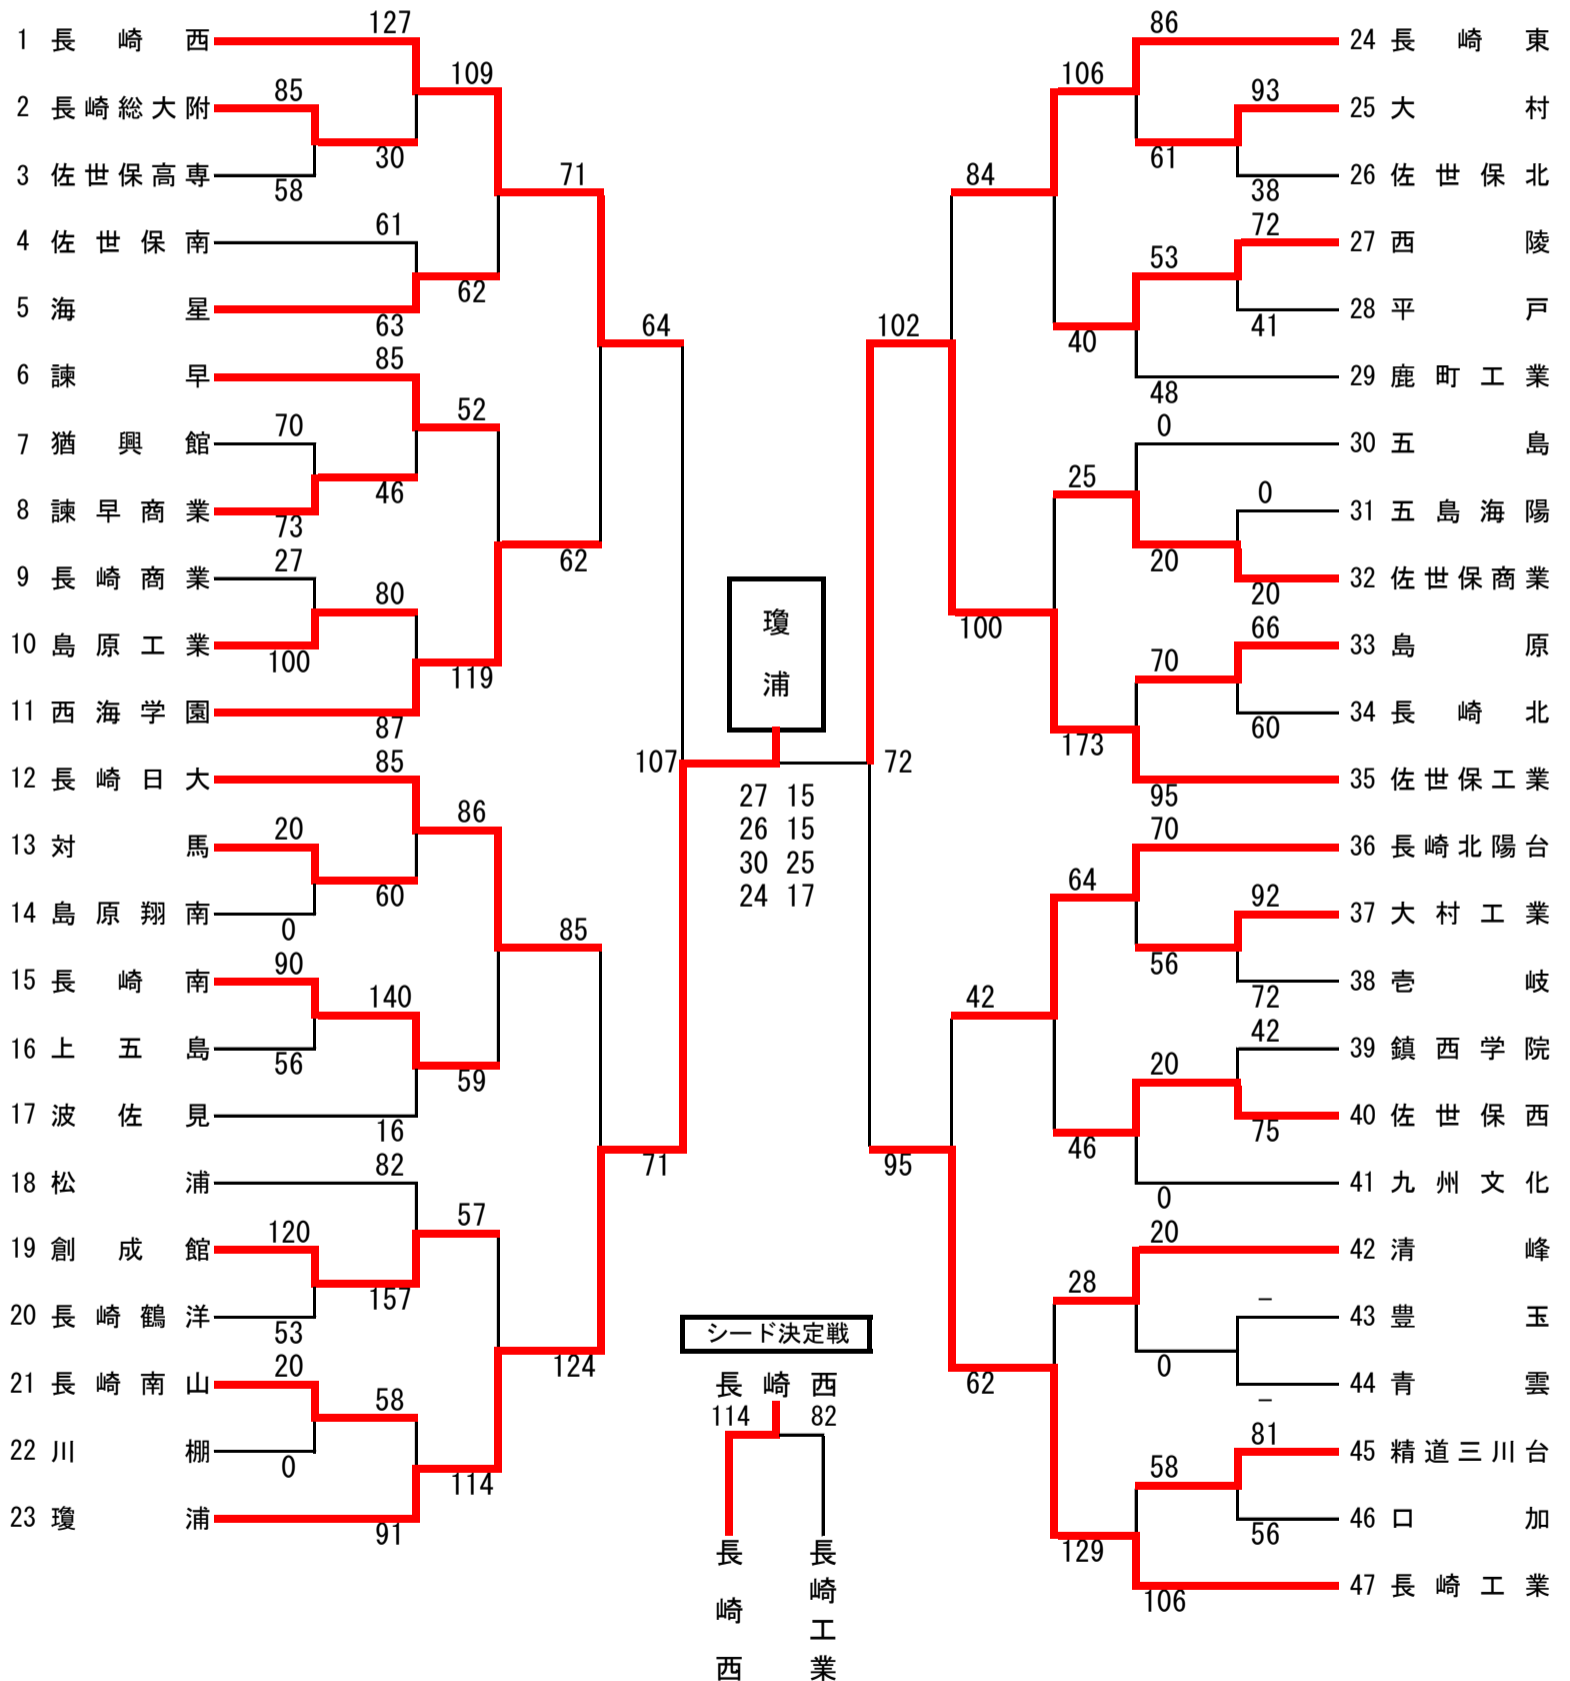 1 長崎西 127
2 長崎総大附 85
3 佐世保高専 58
30
109
4 佐世保南 61
5 海星 63
62
71
6 諫早 85
7 猶興館 70
8 諫早商業 73
46
52
9 長崎商業 27
10 島原工業 100
80
11 西海学園 87
119
62
64
12 長崎日大 85
13 対馬 20
14 島原翔南 0
60
86
15 長崎南 90
16 上五島 56
140
17 波佐見 16
59
85
18 松浦 82
19 創成館 120
20 長崎鶴洋 53
157
57
21 長崎南山 20
22 川棚 0
58
23 瓊浦 91
114
124
71
107
瓊浦
72
27 15
26 15
30 25
24 17
86 24 長崎東
93 25 大村
38 26 佐世保北
61
106
72 27 西陵
41 28 平戸
53
48 29 鹿町工業
40
84
0 30 五島
0 31 五島海陽
20 32 佐世保商業
20
25
66 33 島原
60 34 長崎北
70
95 35 佐世保工業
173
100
102
70 36 長崎北陽台
92 37 大村工業
72 38 壱岐
56
64
42 39 鎮西学院
75 40 佐世保西
20
0 41 九州文化
46
42
20 42 清峰
– 43 豊玉
– 44 青雲
0
28
81 45 精道三川台
56 46 口加
58
106 47 長崎工業
129
62
95
シード決定戦
長崎西
114 82
長崎西
長崎工業